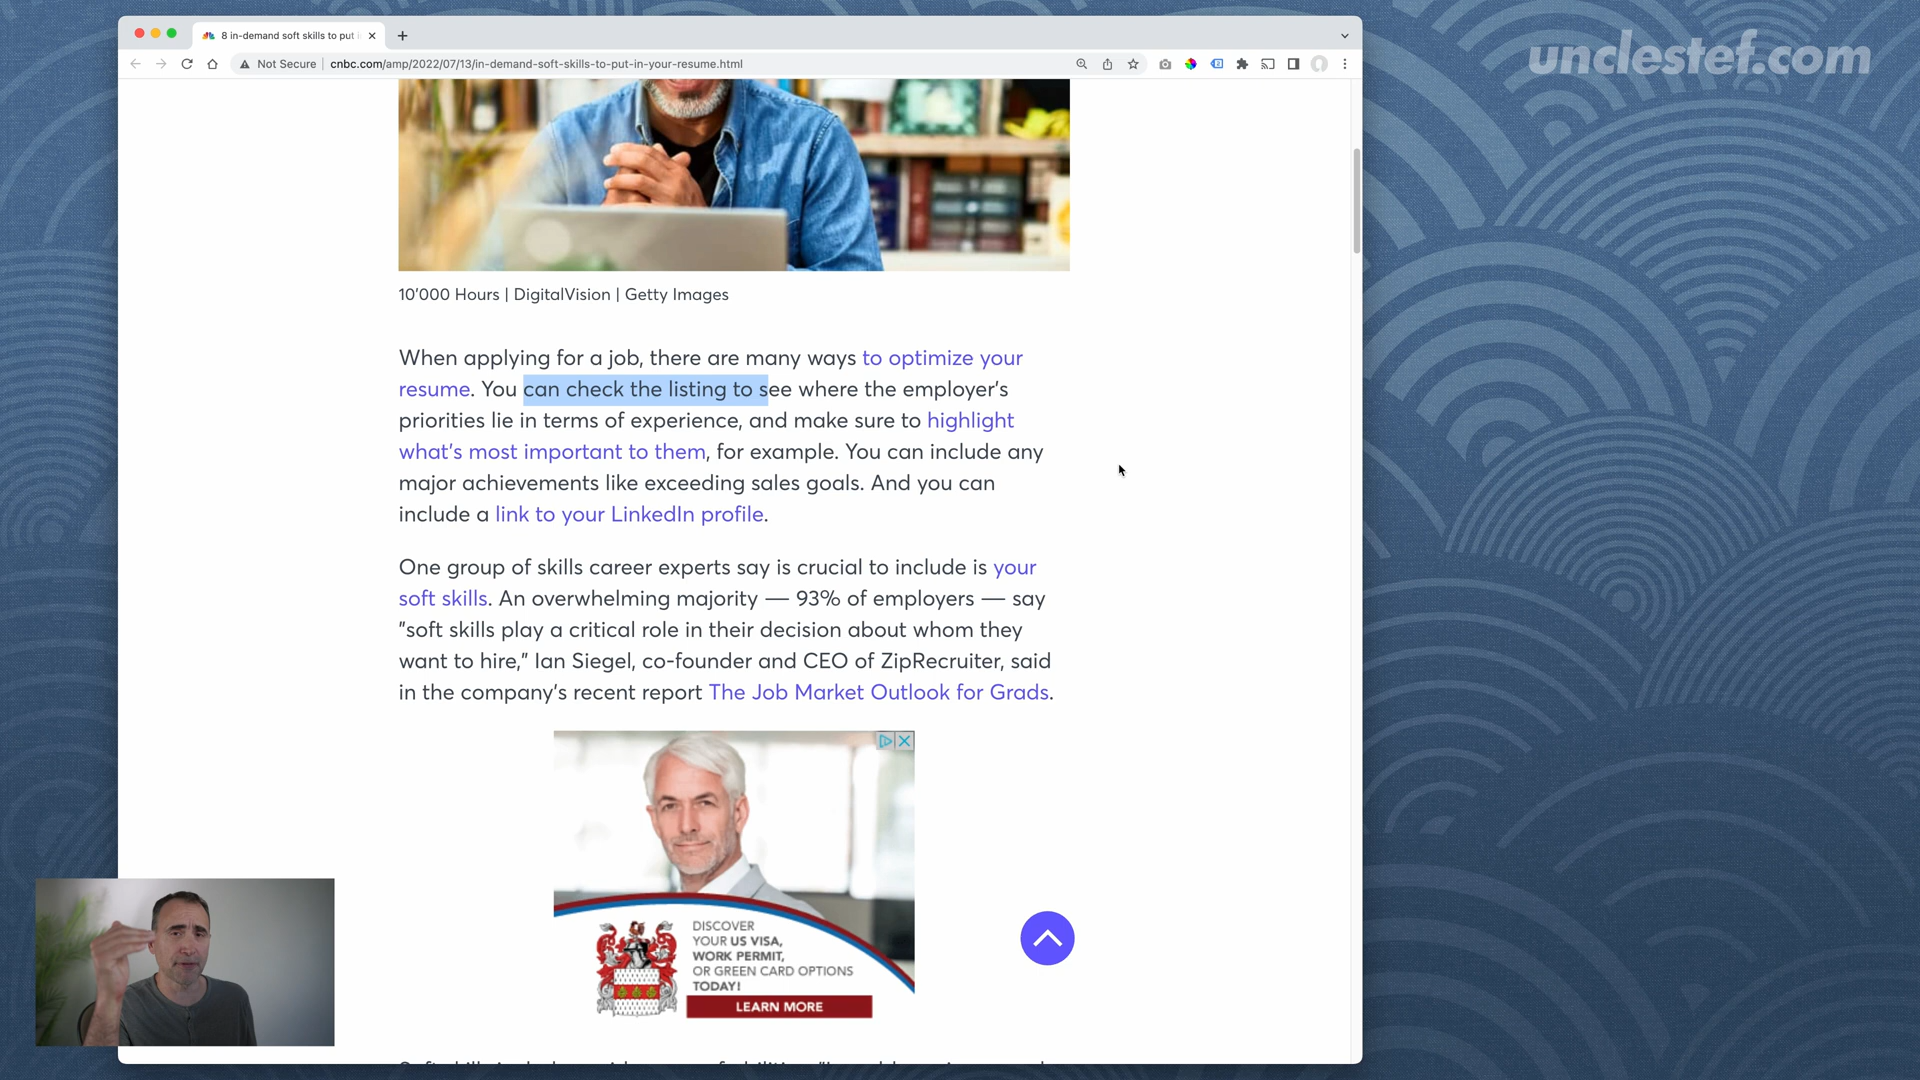 unclestef.com
8 in-demand soft skills to put i
Not Secure | cnbc.com/amp/2022/07/13/in-demand-soft-skills-to-put-in-your-resume.html
10'000 Hours | DigitalVision | Getty Images
When applying for a job, there are many ways to optimize your
resume. You can check the listing to see where the employer's
priorities lie in terms of experience, and make sure to highlight
what's most important to them, for example. You can include any
major achievements like exceeding sales goals. And you can
include a link to your LinkedIn profile.
One group of skills career experts say is crucial to include is your
soft skills. An overwhelming majority — 93% of employers — say
"soft skills play a critical role in their decision about whom they
want to hire," Ian Siegel, co-founder and CEO of ZipRecruiter, said
in the company's recent report The Job Market Outlook for Grads.
DISCOVER
YOUR US VISA,
WORK PERMIT,
OR GREEN CARD OPTIONS
TODAY!
LEARN MORE